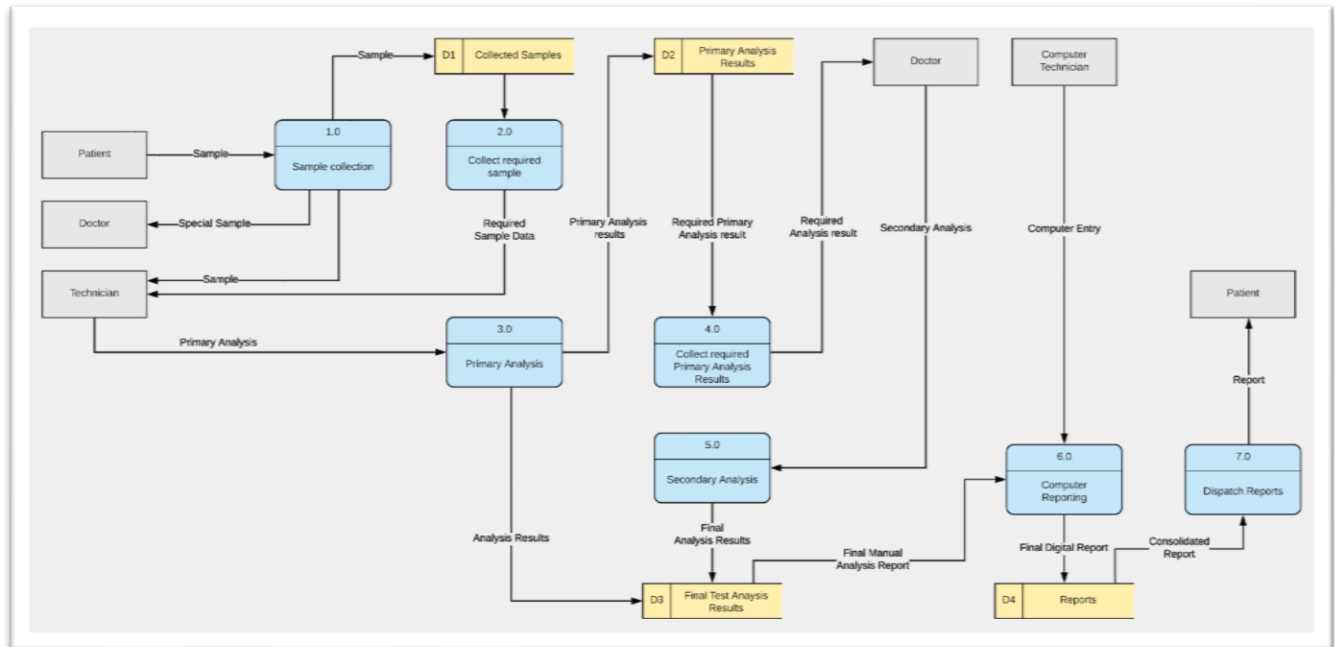 Sample
D1
Collected Samples
D2
Primary Analysis
Results
Doctor
Computer
Technician
1.0
Sample collection
2.0
Collect required
sample
Patient
Sample
Doctor
Special Sample
Required
Sample Data
Primary Analysis
results
Required Primary
Analysis result
Required
Analysis result
Secondary Analysis
Computer Entry
Technician
Sample
Patient
Primary Analysis
3.0
Primary Analysis
4.0
Collect required
Primary Analysis
Results
Report
5.0
Secondary Analysis
6.0
Computer
Reporting
7.0
Dispatch Reports
Analysis Results
Final
Analysis Results
Final Manual
Analysis Report
Final Digital Report
Consolidated
Report
D3
Final Test Anaysis
Results
D4
Reports